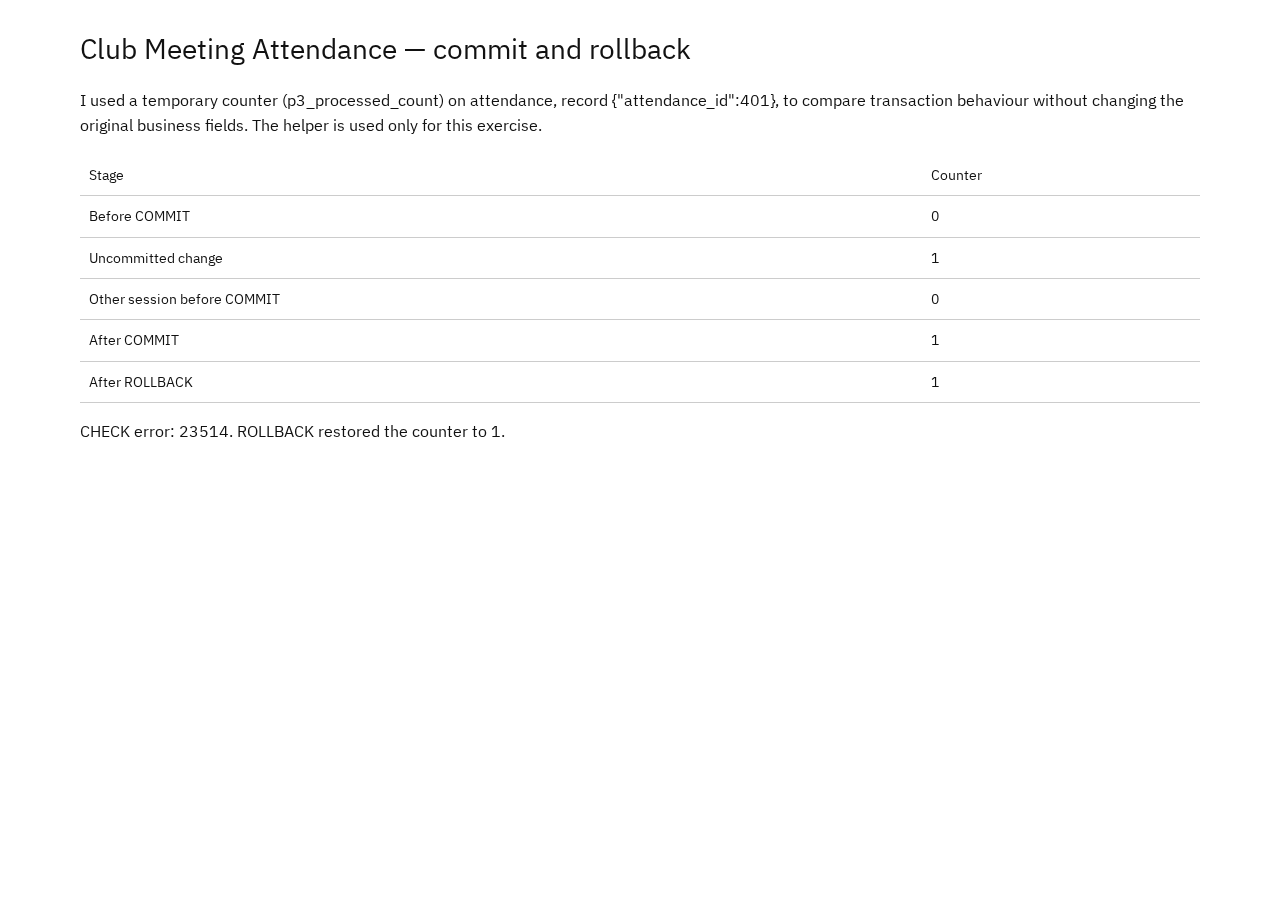 Club Meeting Attendance — commit and rollback
I used a temporary counter (p3_processed_count) on attendance, record {"attendance_id":401}, to compare transaction behaviour without changing the
original business fields. The helper is used only for this exercise.
Stage Counter
Before COMMIT 0
Uncommitted change 1
Other session before COMMIT 0
After COMMIT 1
After ROLLBACK 1
CHECK error: 23514. ROLLBACK restored the counter to 1.